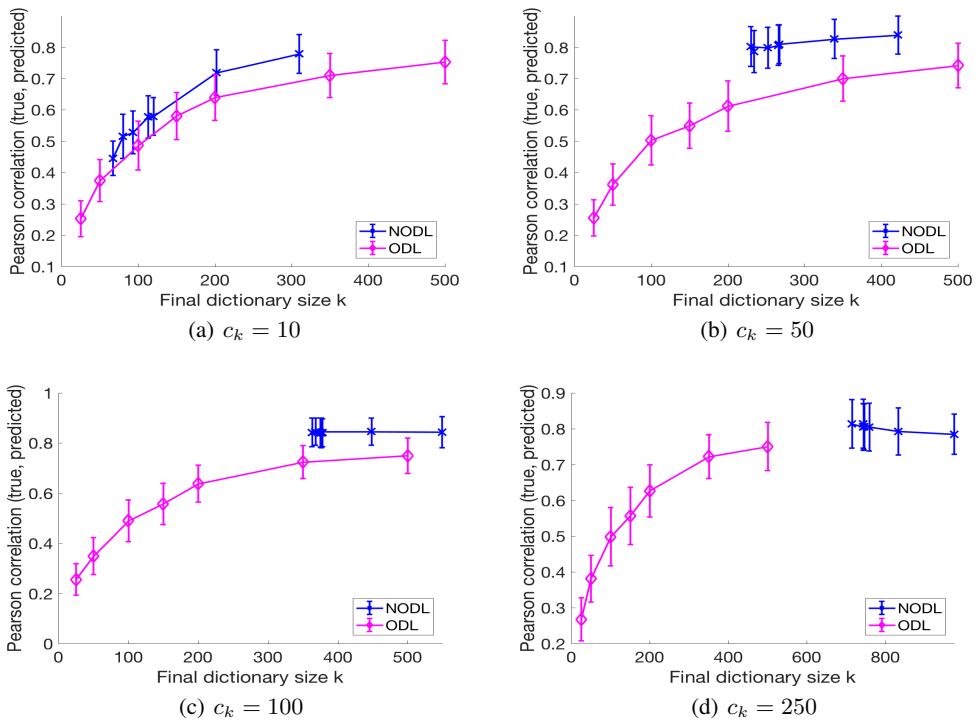 Pearson correlation (true, predicted)
0.8
0.7
0.6
0.5
0.4
0.3
0.2
0.1
0 100 200 300 400 500
Final dictionary size k
NODL
ODL
(a) c_k = 10
Pearson correlation (true, predicted)
0.8
0.7
0.6
0.5
0.4
0.3
0.2
0.1
0 100 200 300 400 500
Final dictionary size k
NODL
ODL
(b) c_k = 50
Pearson correlation (true, predicted)
1
0.8
0.6
0.4
0.2
0
0 100 200 300 400 500
Final dictionary size k
NODL
ODL
(c) c_k = 100
Pearson correlation (true, predicted)
0.9
0.8
0.7
0.6
0.5
0.4
0.3
0.2
0 200 400 600 800
Final dictionary size k
NODL
ODL
(d) c_k = 250